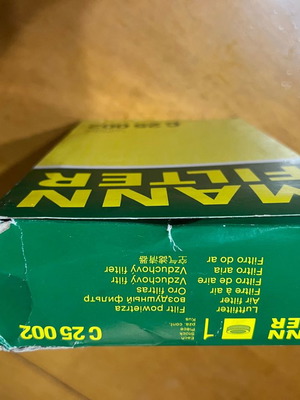 C 25 002
MANN
FILTER
C 25 002
1
Luftfilter
Air filter
Filtre à air
Filtro de aire
Filtro aria
Filtro do ar
Filtr powietrza
воздушный фильтр
Oro filtras
Vzduchový filtr
Vzduchový filter
空气滤清器